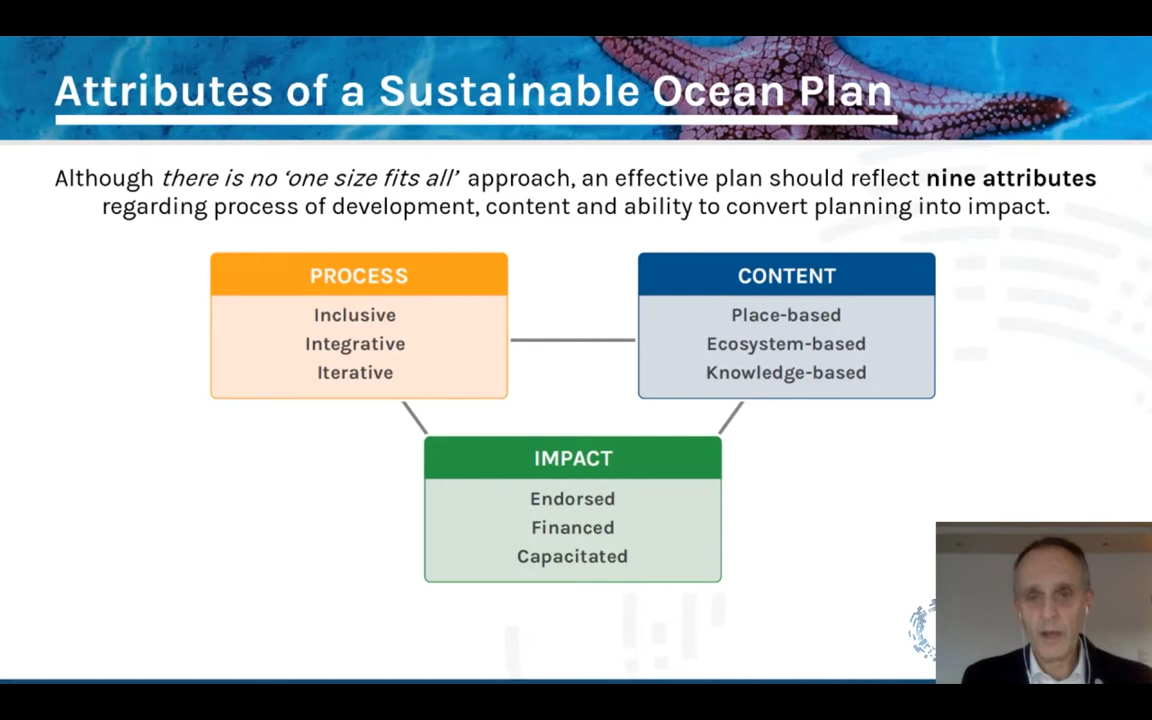 Attributes of a Sustainable Ocean Plan
Although there is no ‘one size fits all’ approach, an effective plan should reflect nine attributes
regarding process of development, content and ability to convert planning into impact.
PROCESS
Inclusive
Integrative
Iterative
CONTENT
Place-based
Ecosystem-based
Knowledge-based
IMPACT
Endorsed
Financed
Capacitated